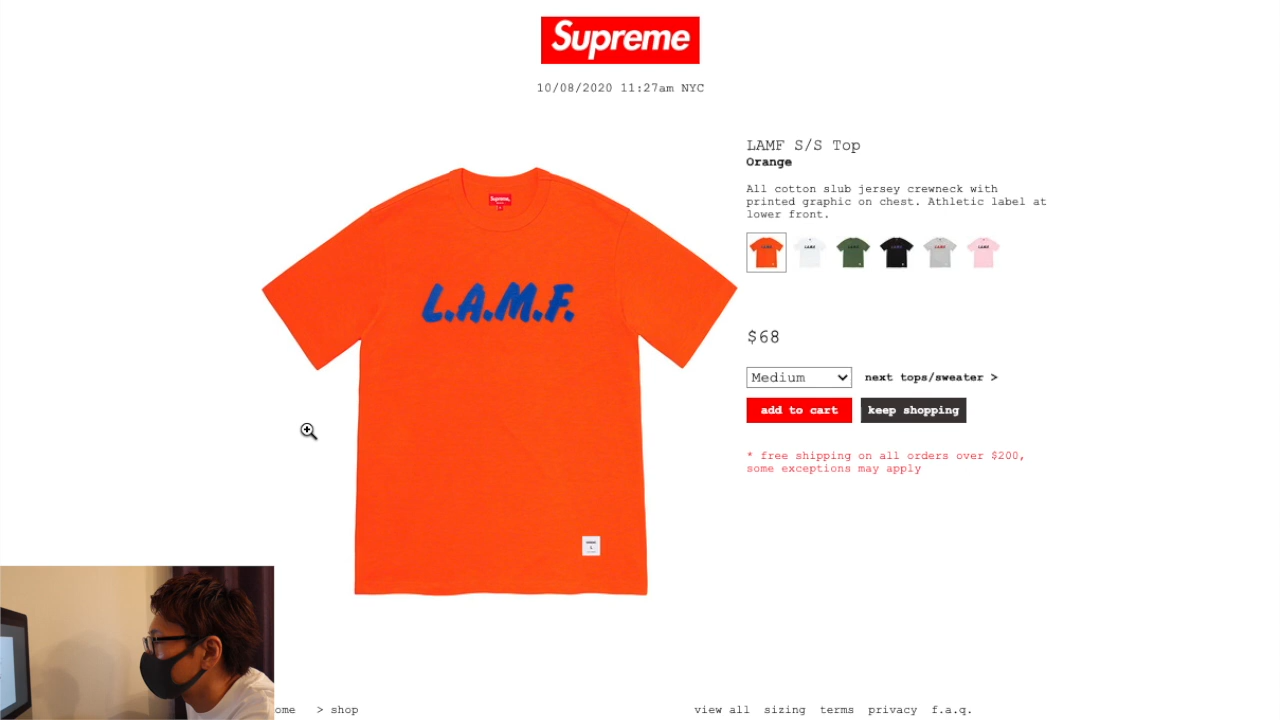 Supreme
10/08/2020 11:27am NYC
LAMF S/S Top
Orange
All cotton slub jersey crewneck with
printed graphic on chest. Athletic label at
lower front.
Supreme
L.A.M.F.
$68
Medium
next tops/sweater >
add to cart
keep shopping
* free shipping on all orders over $200,
some exceptions may apply
> shop
view all sizing terms privacy f.a.q.